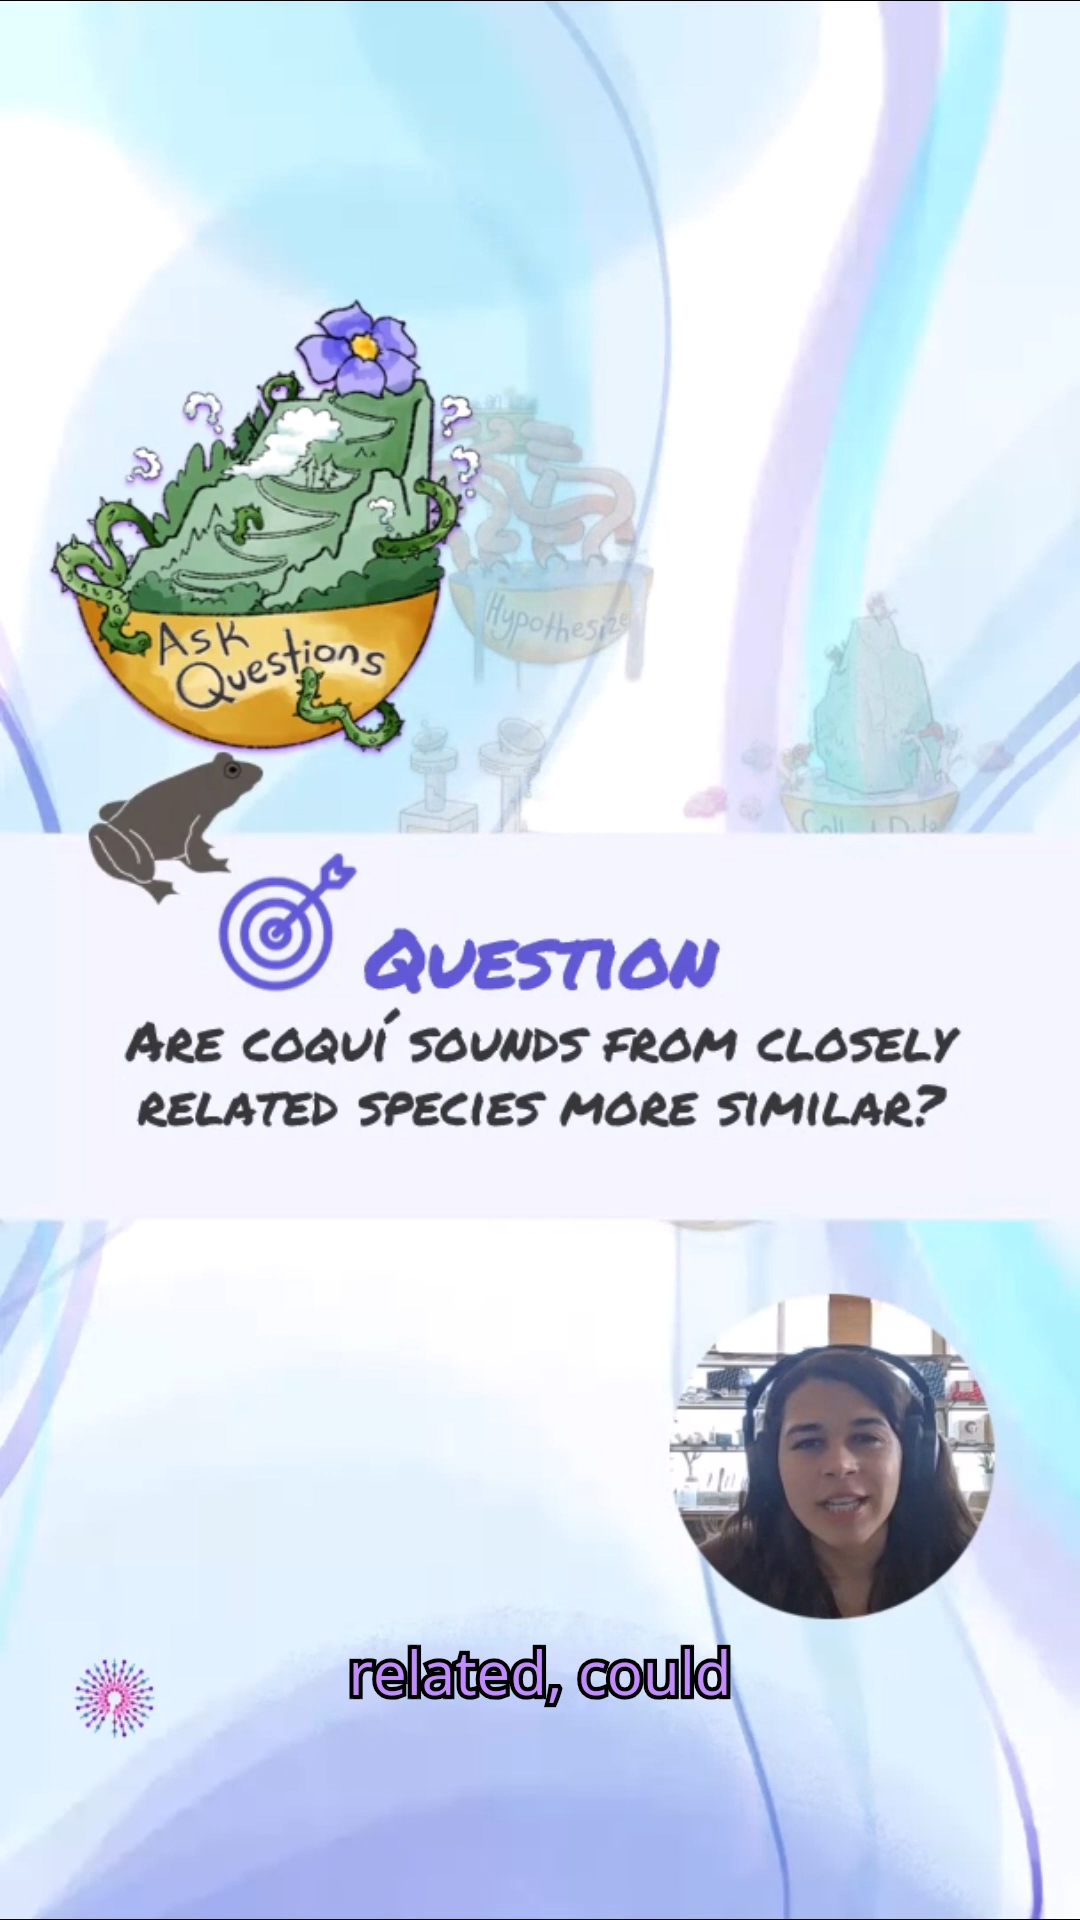 Ask
Questions
Hypothesize
QUESTION
ARE COQUÍ SOUNDS FROM CLOSELY
RELATED SPECIES MORE SIMILAR?
related, could